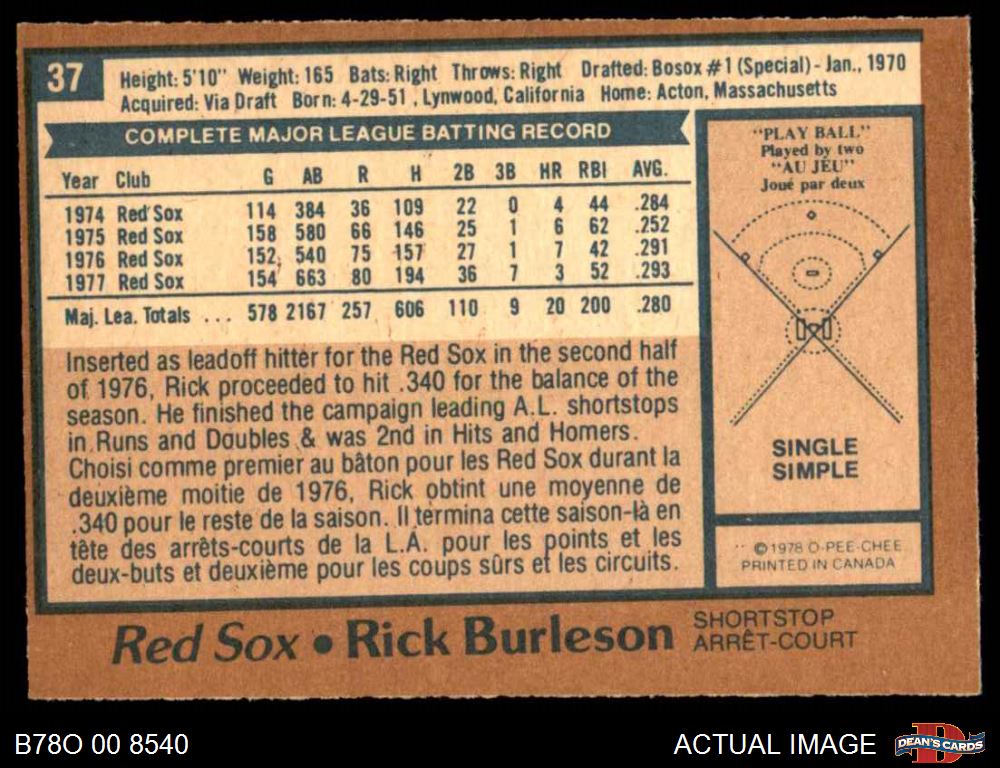 37
Height: 5'10" Weight: 165 Bats: Right Throws: Right Drafted: Bosox #1 (Special) - Jan., 1970
Acquired: Via Draft Born: 4-29-51, Lynwood, California Home: Acton, Massachusetts
COMPLETE MAJOR LEAGUE BATTING RECORD
Year Club G AB R H 2B 3B HR RBI AVG.
1974 Red Sox 114 384 36 109 22 0 4 44 .284
1975 Red Sox 158 580 66 146 25 1 6 62 .252
1976 Red Sox 152 540 75 157 27 1 7 42 .291
1977 Red Sox 154 663 80 194 36 7 3 52 .293
Maj. Lea. Totals ... 578 2167 257 606 110 9 20 200 .280
Inserted as leadoff hitter for the Red Sox in the second half
of 1976, Rick proceeded to hit .340 for the balance of the
season. He finished the campaign leading A.L. shortstops
in Runs and Doubles & was 2nd in Hits and Homers.
Choisi comme premier au bâton pour les Red Sox durant la
deuxième moitie de 1976, Rick obtint une moyenne de
.340 pour le reste de la saison. Il termina cette saison-là en
tête des arrêts-courts de la L.A. pour les points et les
deux-buts et deuxième pour les coups sûrs et les circuits.
"PLAY BALL"
Played by two
"AU JEU"
Joué par deux
SINGLE
SIMPLE
©1978 O-PEE-CHEE
PRINTED IN CANADA
Red Sox • Rick Burleson
SHORTSTOP
ARRÊT-COURT
B78O 00 8540
ACTUAL IMAGE
DEAN'S CARDS